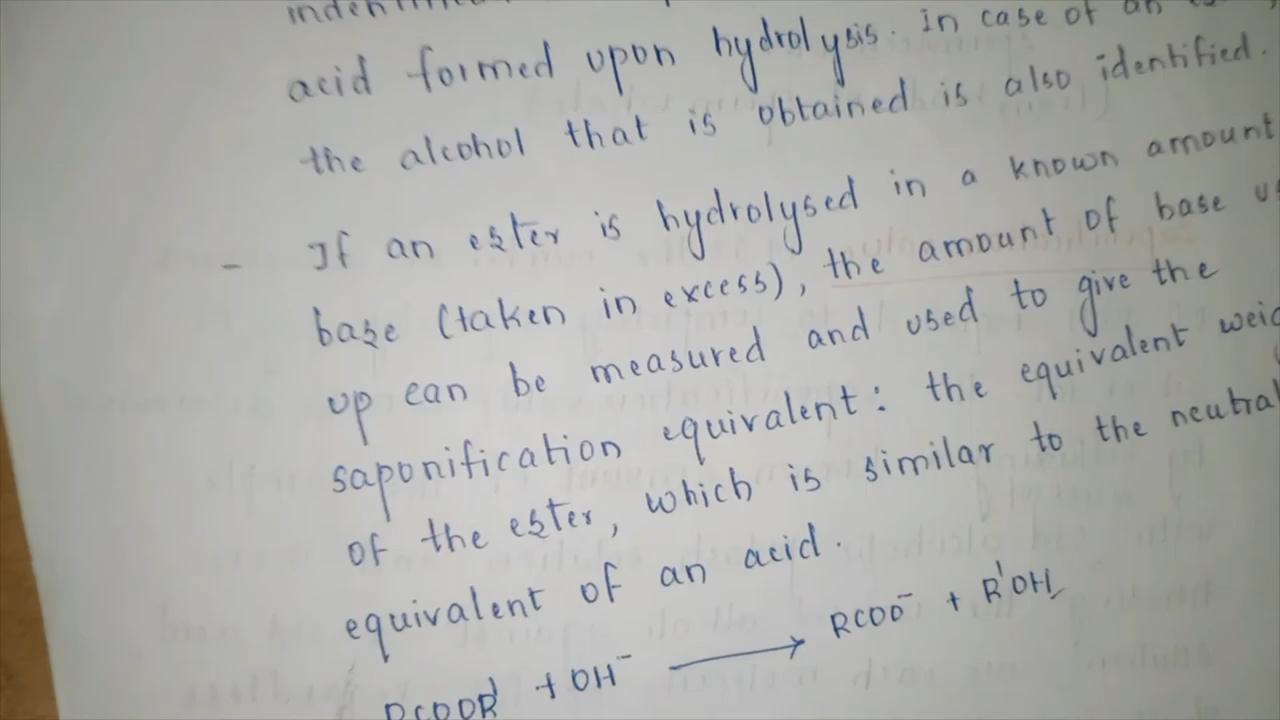 acid formed upon hydrolysis. In case of an
the alcohol that is obtained is also identified.
- If an ester is hydrolysed in a known amount
base (taken in excess), the amount of base
up can be measured and used to give the
saponification equivalent: the equivalent
of the ester, which is similar to the neutral
equivalent of an acid.
RCOOR' + OH⁻ ⟶ RCOO⁻ + R'OH